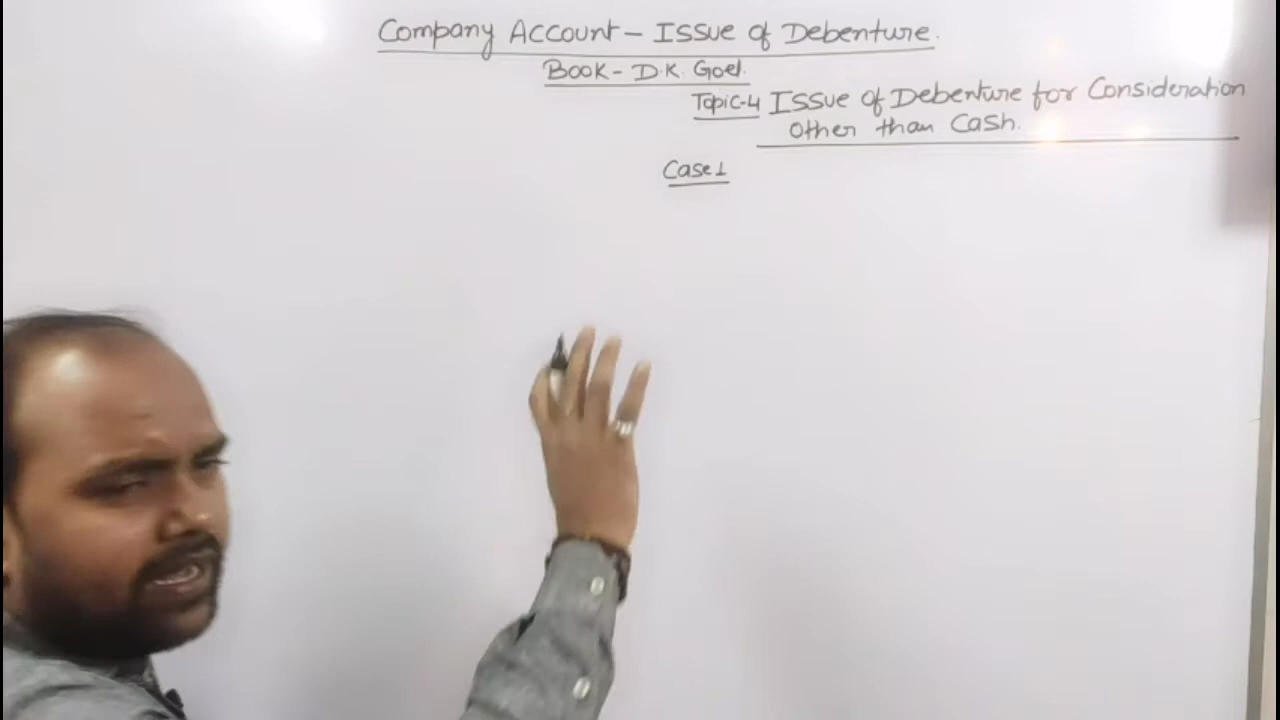 Company Account - Issue of Debenture.
Book - D.K. Goel.
Topic-4 Issue of Debenture for Consideration
other than Cash.
Case 1